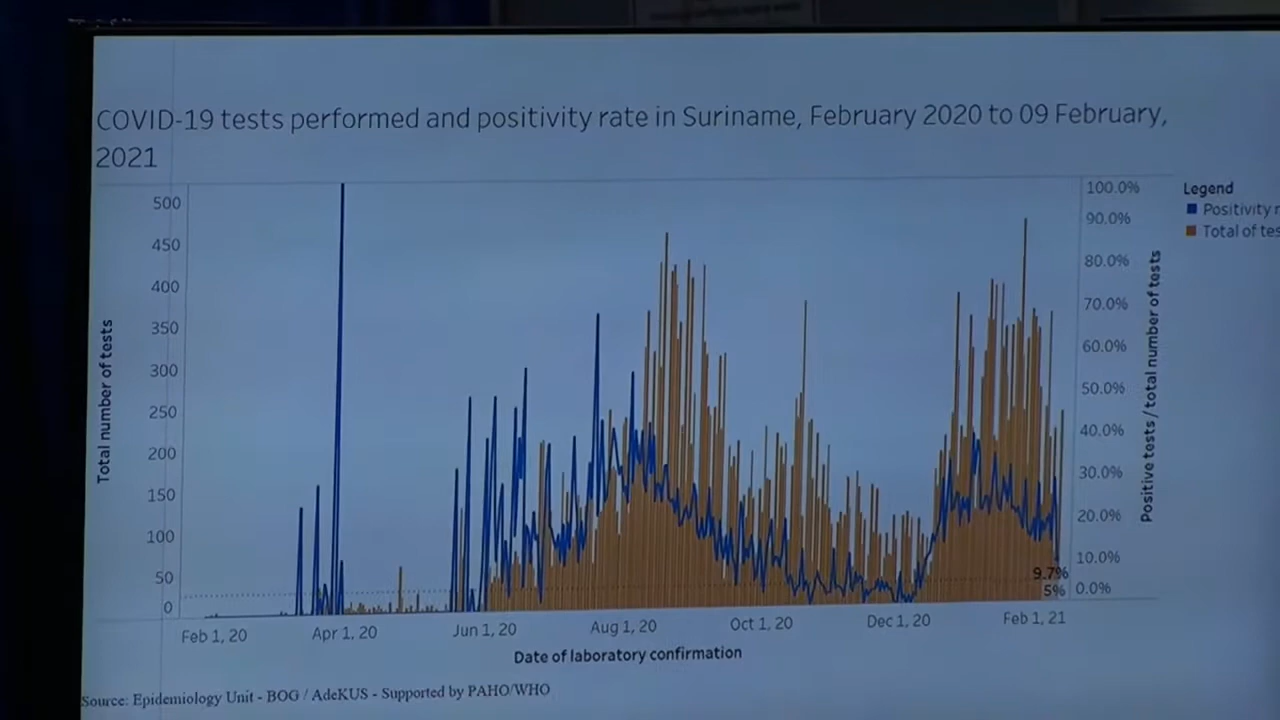 COVID-19 tests performed and positivity rate in Suriname, February 2020 to 09 February,
2021
Legend
Positivity r
Total of tes
500
450
400
350
300
250
200
150
100
50
0
Total number of tests
100.0%
90.0%
80.0%
70.0%
60.0%
50.0%
40.0%
30.0%
20.0%
10.0%
0.0%
Positive tests / total number of tests
9.7%
5%
Feb 1, 20
Apr 1, 20
Jun 1, 20
Aug 1, 20
Oct 1, 20
Dec 1, 20
Feb 1, 21
Date of laboratory confirmation
Source: Epidemiology Unit - BOG / AdeKUS - Supported by PAHO/WHO